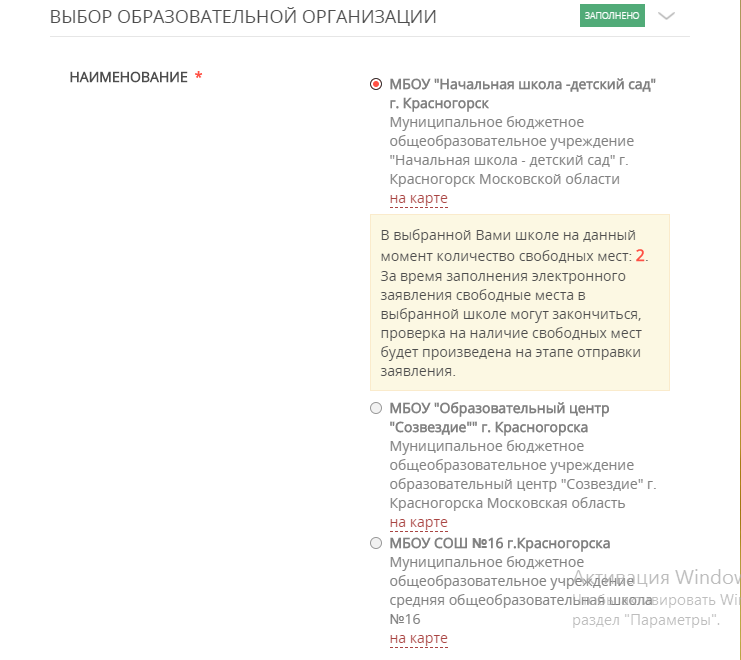 ВЫБОР ОБРАЗОВАТЕЛЬНОЙ ОРГАНИЗАЦИИ
ЗАПОЛНЕНО
НАИМЕНОВАНИЕ *
МБОУ "Начальная школа -детский сад"
г. Красногорск
Муниципальное бюджетное
общеобразовательное учреждение
"Начальная школа - детский сад" г.
Красногорск Московской области
на карте
В выбранной Вами школе на данный
момент количество свободных мест: 2.
За время заполнения электронного
заявления свободные места в
выбранной школе могут закончиться,
проверка на наличие свободных мест
будет произведена на этапе отправки
заявления.
МБОУ "Образовательный центр
"Созвездие"" г. Красногорска
Муниципальное бюджетное
общеобразовательное учреждение
образовательный центр "Созвездие" г.
Красногорска Московская область
на карте
МБОУ СОШ №16 г.Красногорска
Муниципальное бюджетное
общеобразовательное учреждение
средняя общеобразовательная школа
№16
на карте
Активация Window
раздел "Параметры".